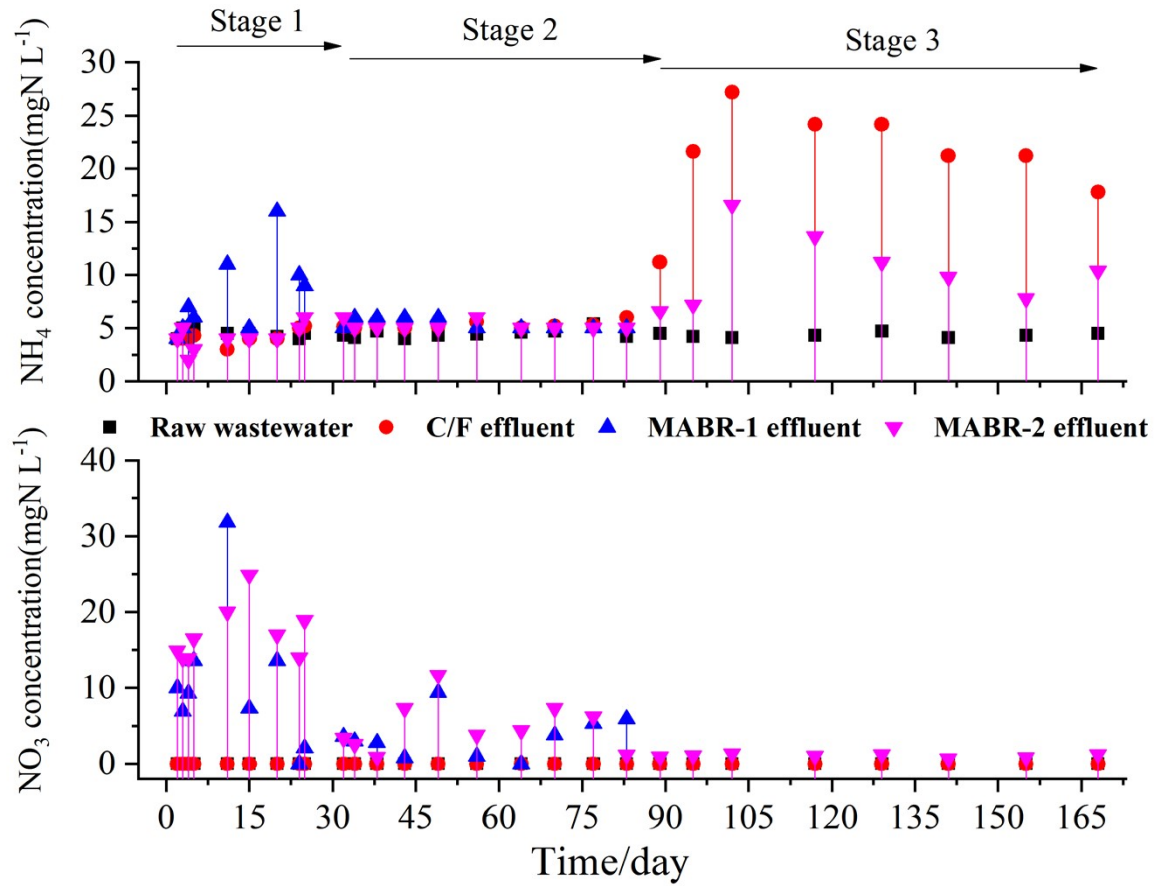 Stage 1
Stage 2
Stage 3
NH4 concentration(mgN L-1)
30
25
20
15
10
5
0
Raw wastewater C/F effluent MABR-1 effluent MABR-2 effluent
NO3 concentration(mgN L-1)
40
30
20
10
0
0 15 30 45 60 75 90 105 120 135 150 165
Time/day